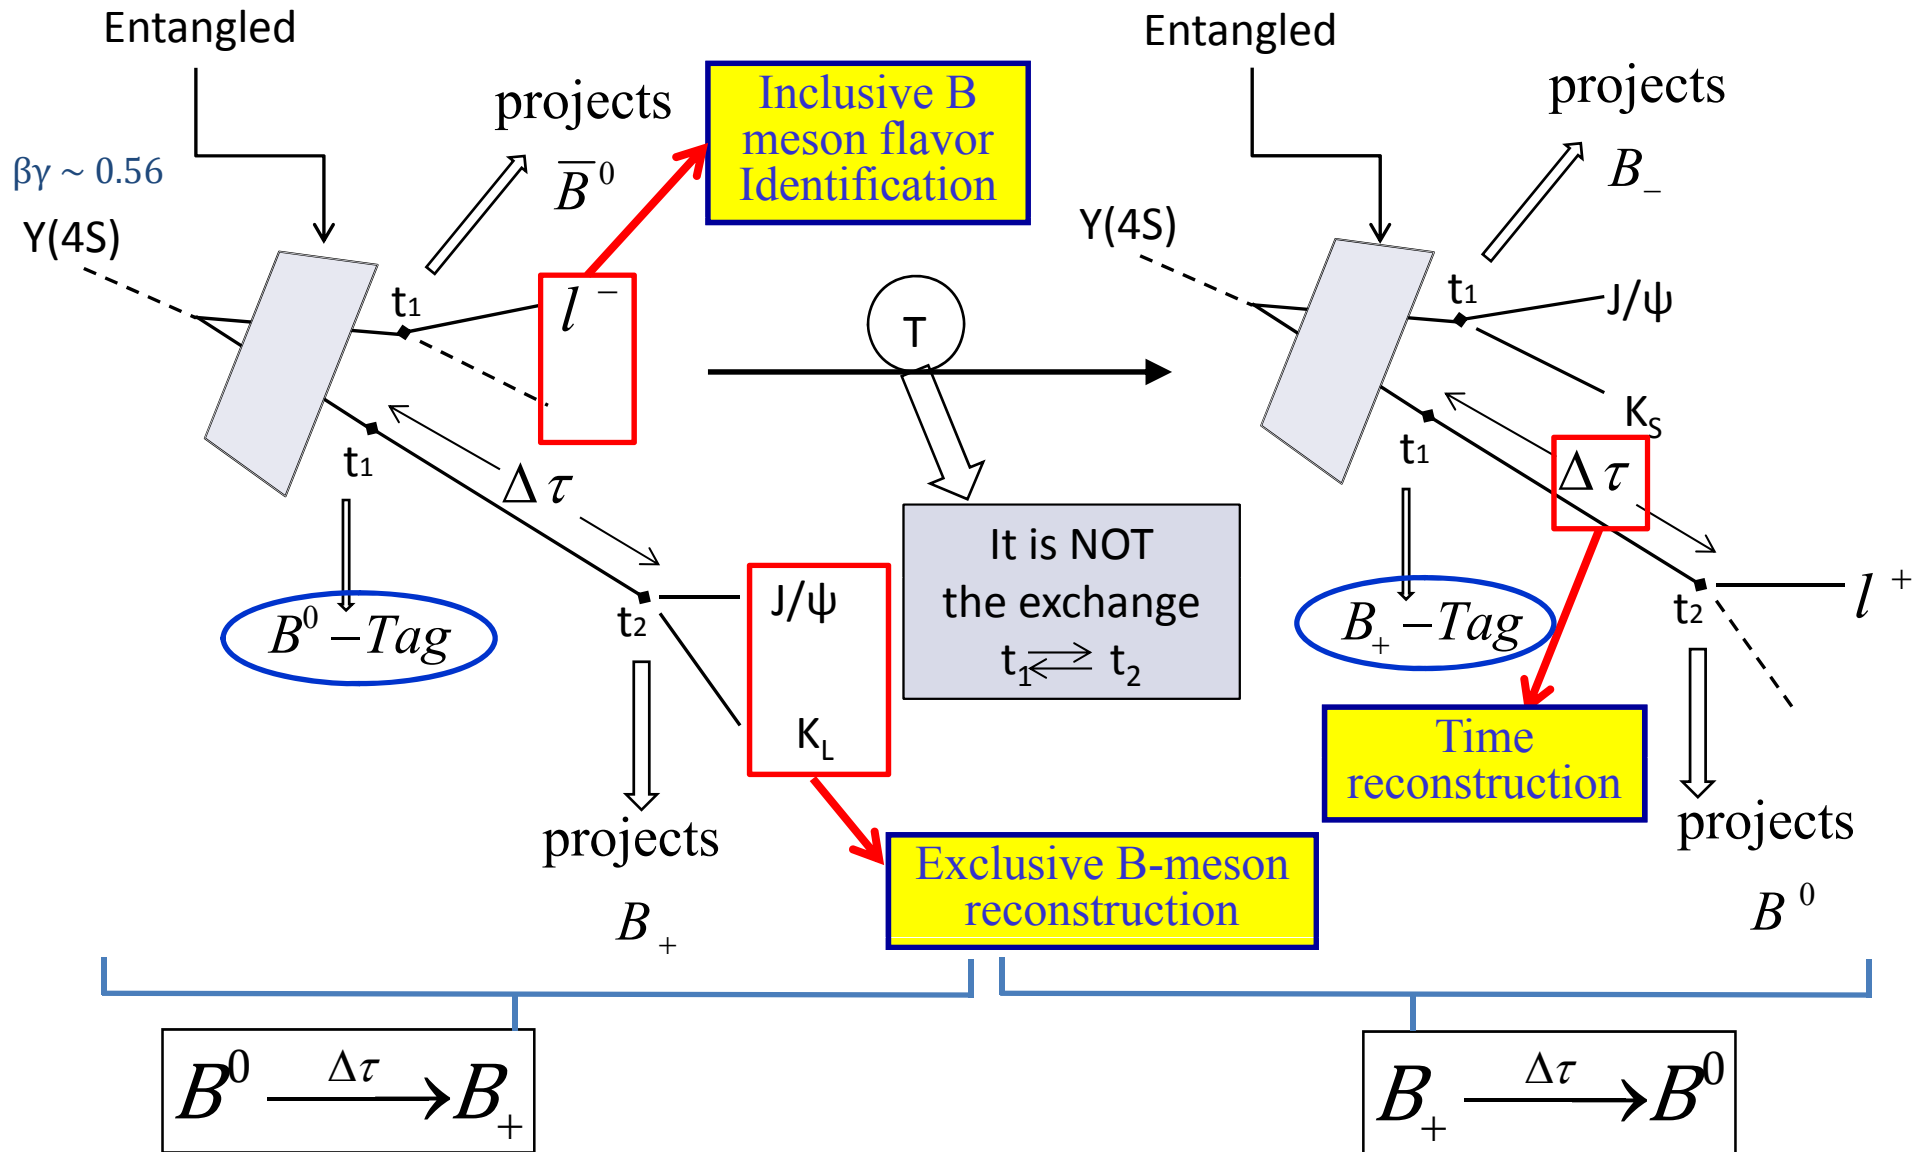 Entangled
projects
B̅⁰
Inclusive B
meson flavor
Identification
βγ ~ 0.56
Y(4S)
t₁
l⁻
t₁
Δτ
B⁰ – Tag
J/ψ
t₂
K_L
projects
B₊
T
It is NOT
the exchange
t₁ ⇄ t₂
Exclusive B-meson
reconstruction
Entangled
projects
B₋
Y(4S)
t₁
J/ψ
K_S
t₁
Δτ
B₊ – Tag
t₂
l⁺
Time
reconstruction
projects
B⁰
Δτ
B⁰ → B₊
Δτ
B₊ → B⁰